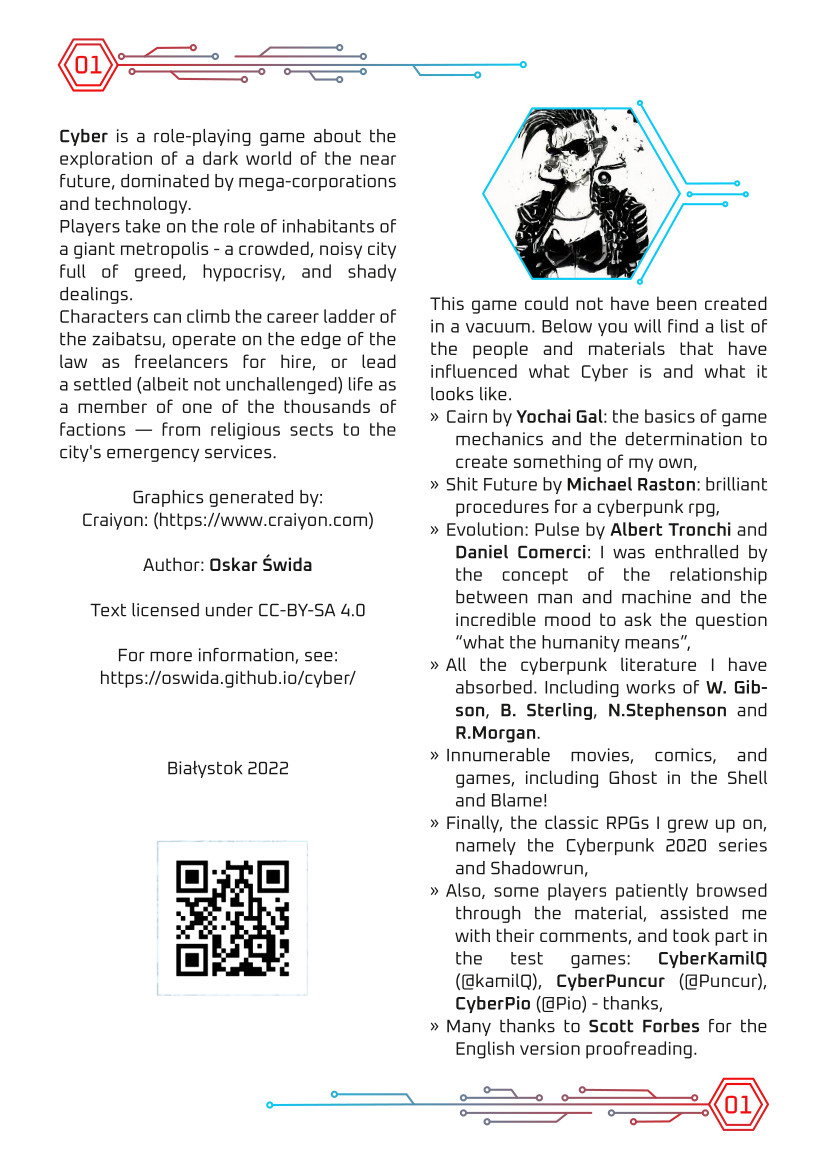 01
Cyber is a role-playing game about the
exploration of a dark world of the near
future, dominated by mega-corporations
and technology.
Players take on the role of inhabitants of
a giant metropolis - a crowded, noisy city
full of greed, hypocrisy, and shady
dealings.
Characters can climb the career ladder of
the zaibatsu, operate on the edge of the
law as freelancers for hire, or lead
a settled (albeit not unchallenged) life as
a member of one of the thousands of
factions — from religious sects to the
city's emergency services.
Graphics generated by:
Craiyon: (https://www.craiyon.com)
Author: Oskar Świda
Text licensed under CC-BY-SA 4.0
For more information, see:
https://oswida.github.io/cyber/
Białystok 2022
This game could not have been created
in a vacuum. Below you will find a list of
the people and materials that have
influenced what Cyber is and what it
looks like.
» Cairn by Yochai Gal: the basics of game
mechanics and the determination to
create something of my own,
» Shit Future by Michael Raston: brilliant
procedures for a cyberpunk rpg,
» Evolution: Pulse by Albert Tronchi and
Daniel Comerci: I was enthralled by
the concept of the relationship
between man and machine and the
incredible mood to ask the question
“what the humanity means”,
» All the cyberpunk literature I have
absorbed. Including works of W. Gib-
son, B. Sterling, N.Stephenson and
R.Morgan.
» Innumerable movies, comics, and
games, including Ghost in the Shell
and Blame!
» Finally, the classic RPGs I grew up on,
namely the Cyberpunk 2020 series
and Shadowrun,
» Also, some players patiently browsed
through the material, assisted me
with their comments, and took part in
the test games: CyberKamilQ
(@kamilQ), CyberPuncur (@Puncur),
CyberPio (@Pio) - thanks,
» Many thanks to Scott Forbes for the
English version proofreading.
01